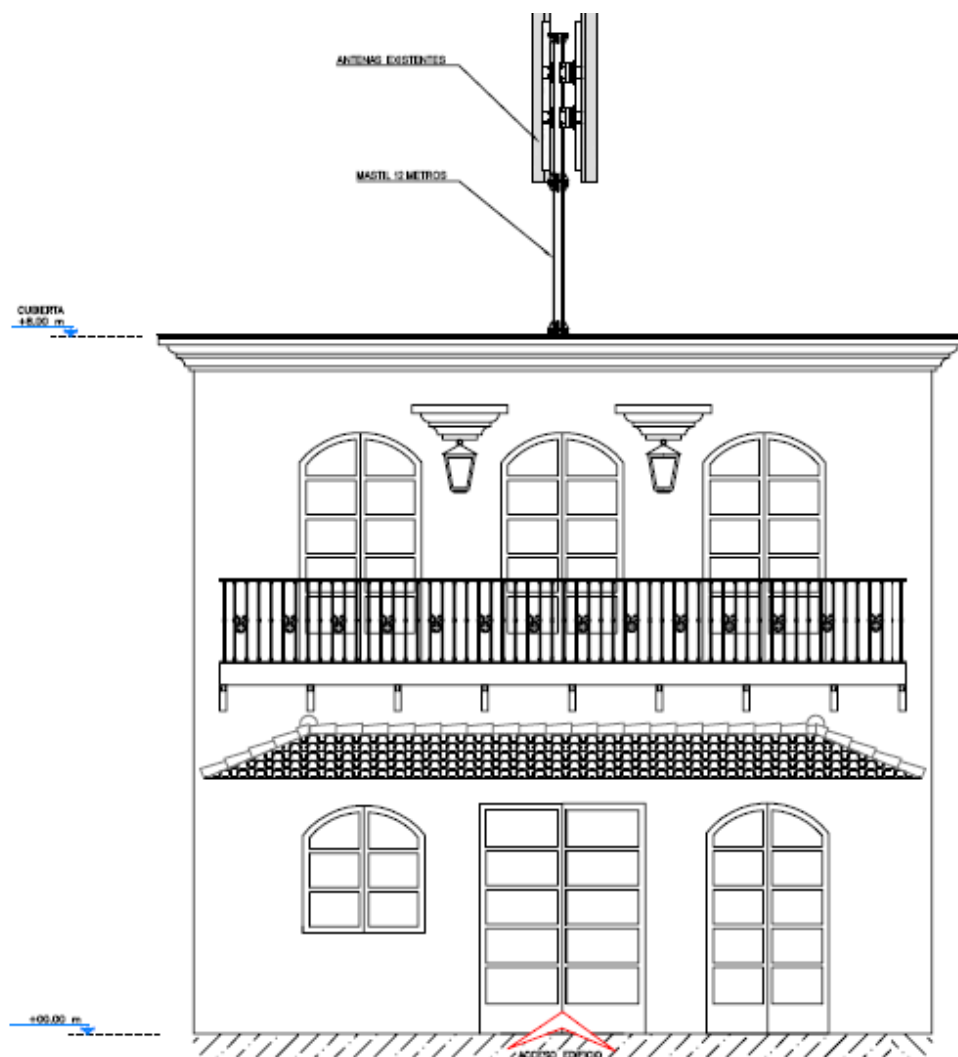 ANTENAS EXISTENTES
MASTIL 12 METROS
CUBIERTA
+8.00 m
+00.00 m
ACCESO EDIFICIO